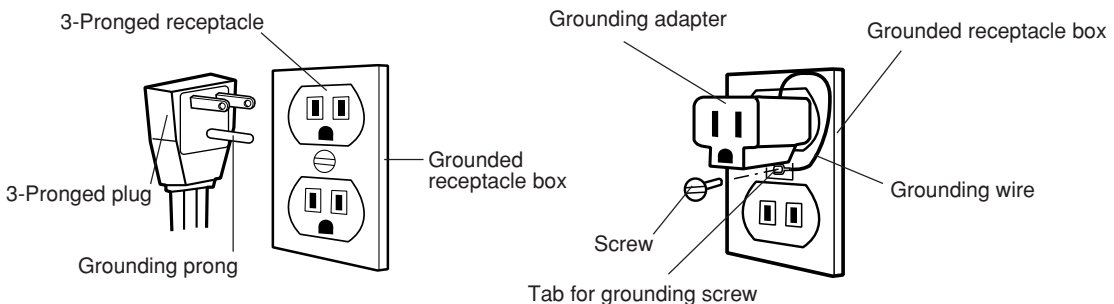 3-Pronged receptacle
3-Pronged plug
Grounding prong
Grounded
receptacle box
Grounding adapter
Grounded receptacle box
Grounding wire
Screw
Tab for grounding screw